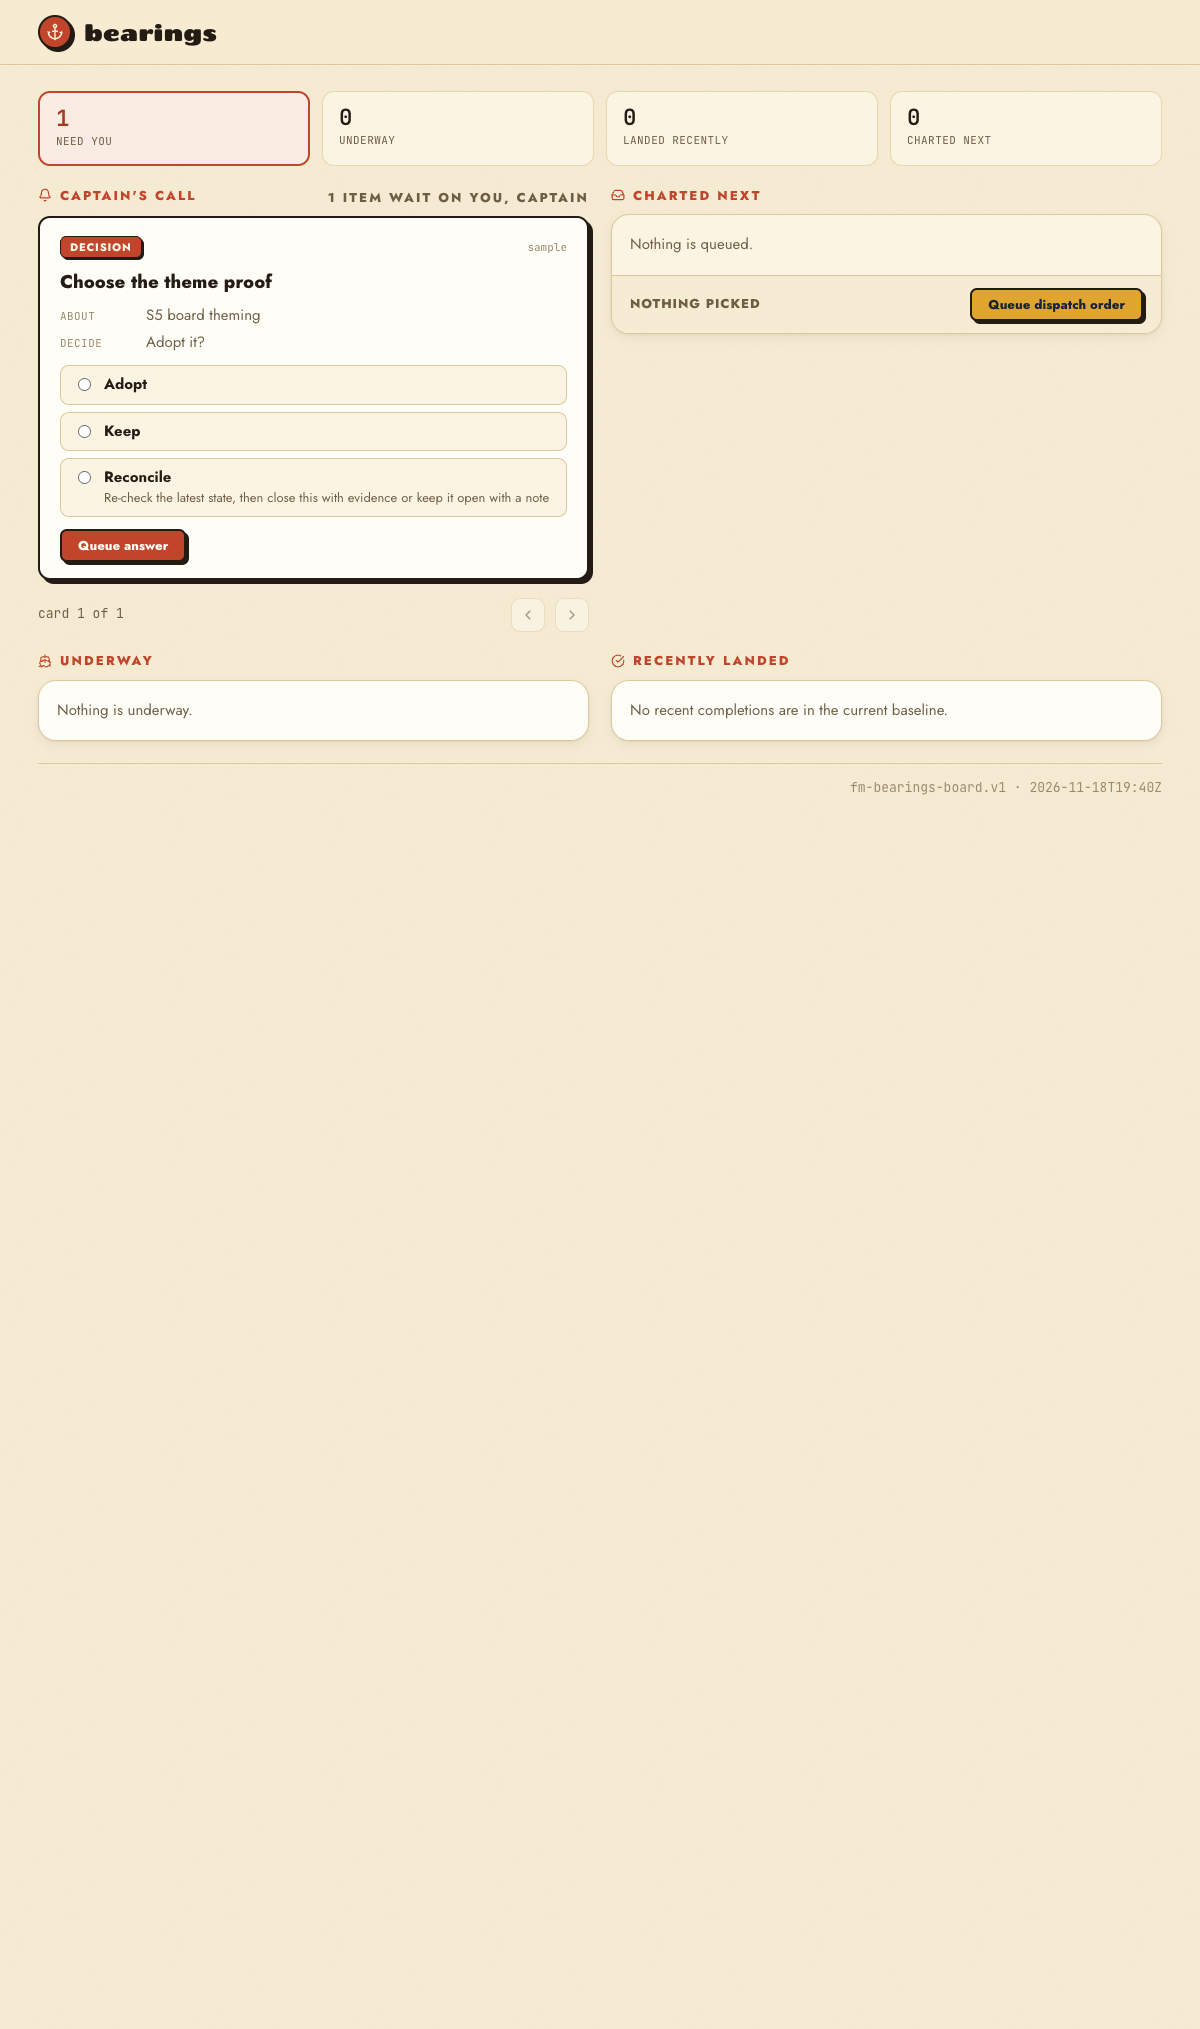 bearings
1
NEED YOU
0
UNDERWAY
0
LANDED RECENTLY
0
CHARTED NEXT
CAPTAIN'S CALL
1 ITEM WAIT ON YOU, CAPTAIN
DECISION
sample
Choose the theme proof
ABOUT S5 board theming
DECIDE Adopt it?
Adopt
Keep
Reconcile
Re-check the latest state, then close this with evidence or keep it open with a note
Queue answer
card 1 of 1
CHARTED NEXT
Nothing is queued.
NOTHING PICKED
Queue dispatch order
UNDERWAY
Nothing is underway.
RECENTLY LANDED
No recent completions are in the current baseline.
fm-bearings-board.v1 · 2026-11-18T19:40Z